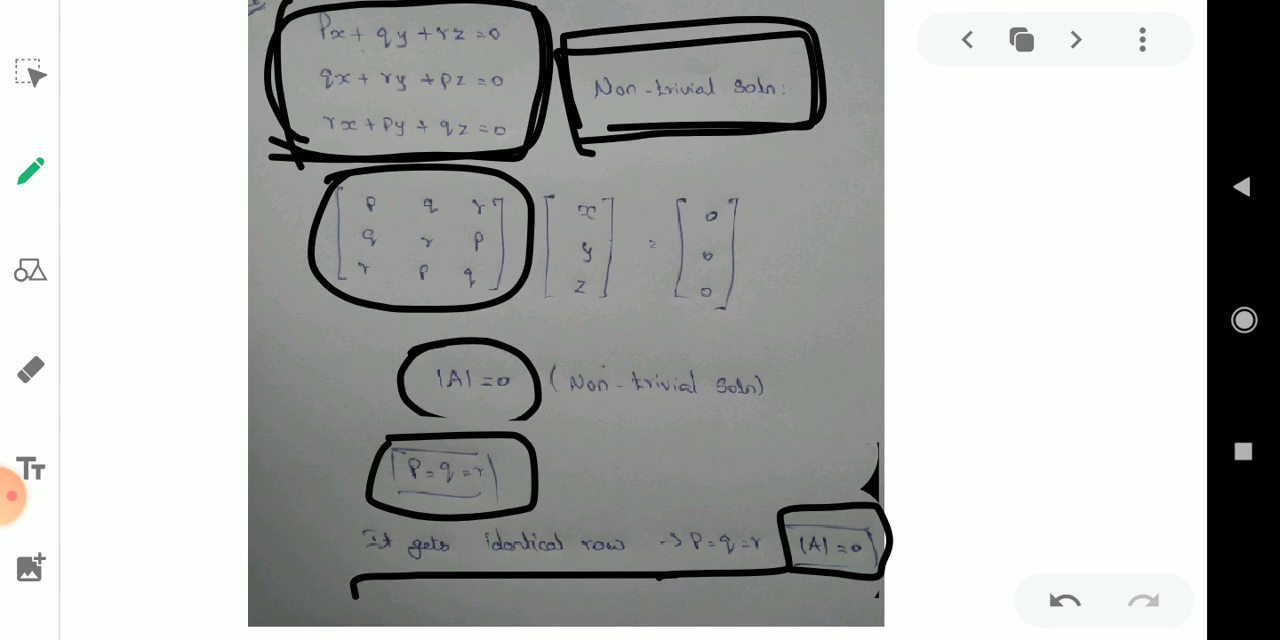 Px + qy + rz = 0
qx + ry + pz = 0
rx + py + qz = 0
Non-trivial soln:
[ p q r ] [ x ] [ 0 ]
[ q r p ] [ y ] = [ 0 ]
[ r p q ] [ z ] [ 0 ]
|A| = 0 (Non-trivial soln)
P = q = r
It gets identical row → P = q = r |A| = 0
Tт